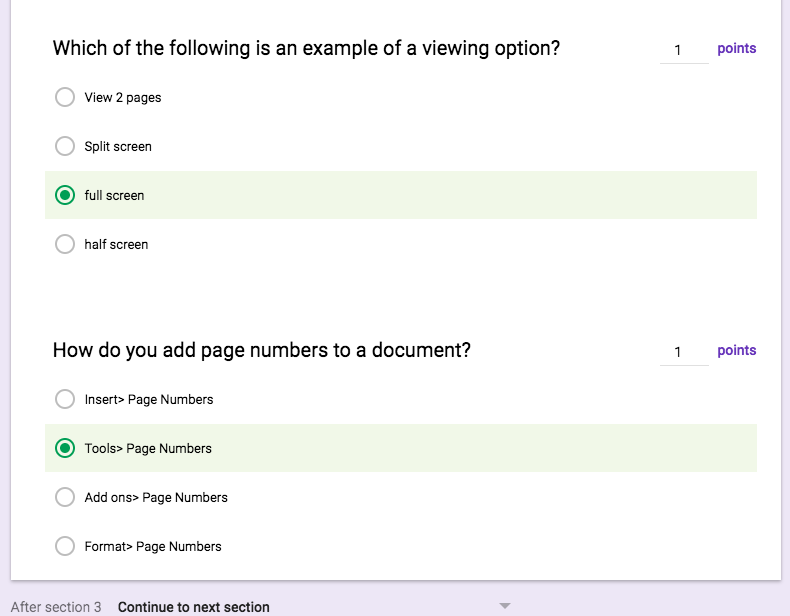 Which of the following is an example of a viewing option?
1 points
View 2 pages
Split screen
full screen
half screen
How do you add page numbers to a document?
1 points
Insert> Page Numbers
Tools> Page Numbers
Add ons> Page Numbers
Format> Page Numbers
After section 3 Continue to next section